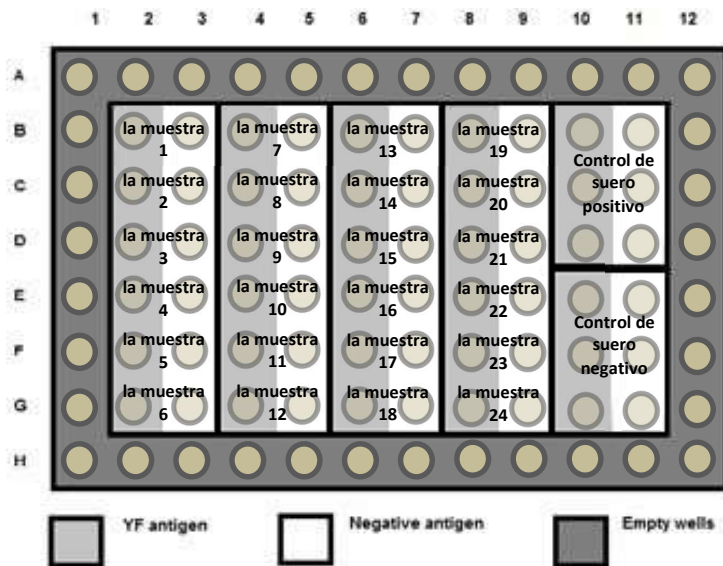 1 2 3 4 5 6 7 8 9 10 11 12
A
B
la muestra la muestra la muestra la muestra
1 7 13 19
C
la muestra la muestra la muestra la muestra
2 8 14 20
Control de
suero
positivo
D
la muestra la muestra la muestra la muestra
3 9 15 21
E
la muestra la muestra la muestra la muestra
4 10 16 22
F
la muestra la muestra la muestra la muestra
5 11 17 23
Control de
suero
negativo
G
la muestra la muestra la muestra la muestra
6 12 18 24
H
YF antigen Negative antigen Empty wells